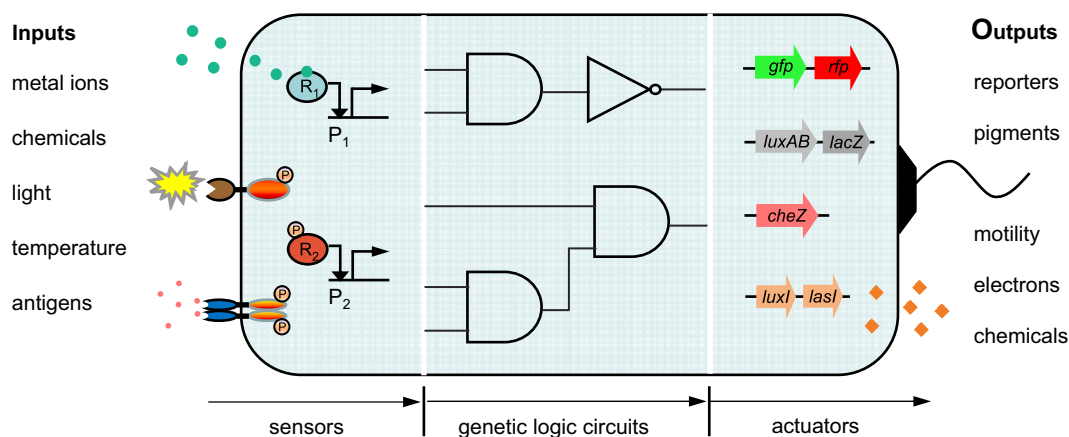 Inputs
metal ions
chemicals
light
temperature
antigens
R1
P1
P
P
R2
P2
P
P
gfp rfp
luxAB lacZ
cheZ
luxI lasI
Outputs
reporters
pigments
motility
electrons
chemicals
sensors
genetic logic circuits
actuators